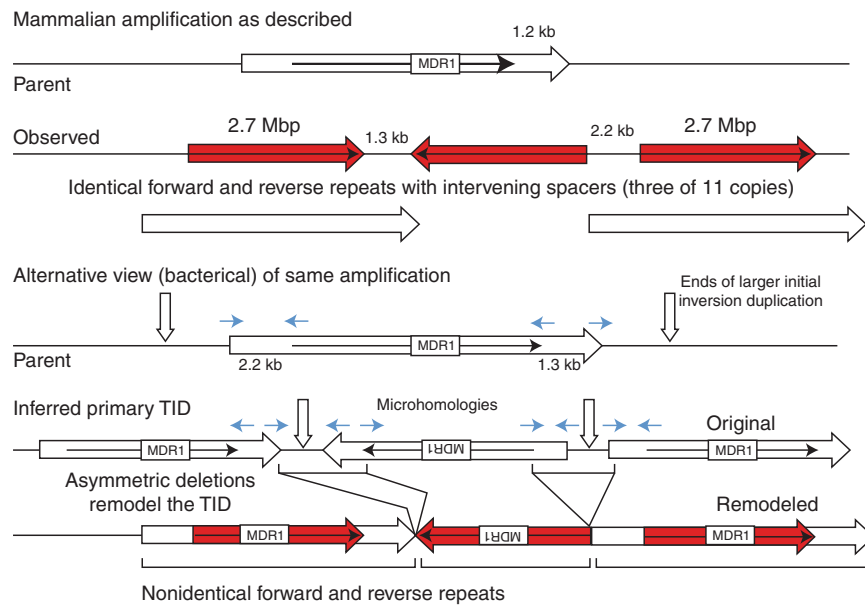 Mammalian amplification as described
1.2 kb
MDR1
Parent
Observed
2.7 Mbp
1.3 kb
2.2 kb
2.7 Mbp
Identical forward and reverse repeats with intervening spacers (three of 11 copies)
Alternative view (bacterical) of same amplification
Ends of larger initial
inversion duplication
MDR1
Parent
2.2 kb
1.3 kb
Inferred primary TID
Microhomologies
Original
MDR1
MDR1
MDR1
Asymmetric deletions
remodel the TID
Remodeled
MDR1
MDR1
MDR1
Nonidentical forward and reverse repeats